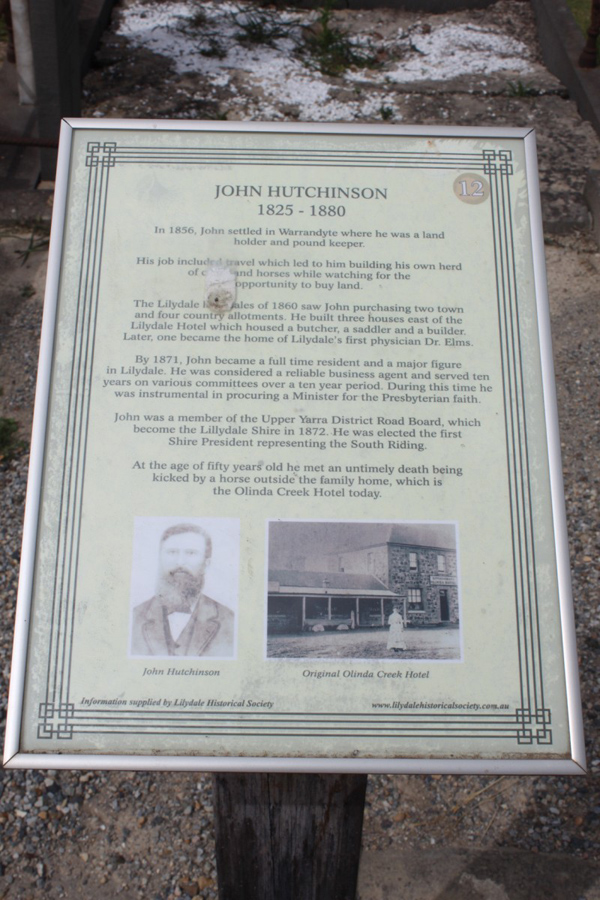 JOHN HUTCHINSON
12
1825 - 1880
In 1856, John settled in Warrandyte where he was a land
holder and pound keeper.
His job included travel which led to him building his own herd
of and horses while watching for the
opportunity to buy land.
The Lilydale sales of 1860 saw John purchasing two town
and four country allotments. He built three houses east of the
Lilydale Hotel which housed a butcher, a saddler and a builder.
Later, one became the home of Lilydale's first physician Dr. Elms.
By 1871, John became a full time resident and a major figure
in Lilydale. He was considered a reliable business agent and served ten
years on various committees over a ten year period. During this time he
was instrumental in procuring a Minister for the Presbyterian faith.
John was a member of the Upper Yarra District Road Board, which
become the Lillydale Shire in 1872. He was elected the first
Shire President representing the South Riding.
At the age of fifty years old he met an untimely death being
kicked by a horse outside the family home, which is
the Olinda Creek Hotel today.
John Hutchinson
Original Olinda Creek Hotel
Information supplied by Lilydale Historical Society
www.lilydalehistoricalsociety.com.au